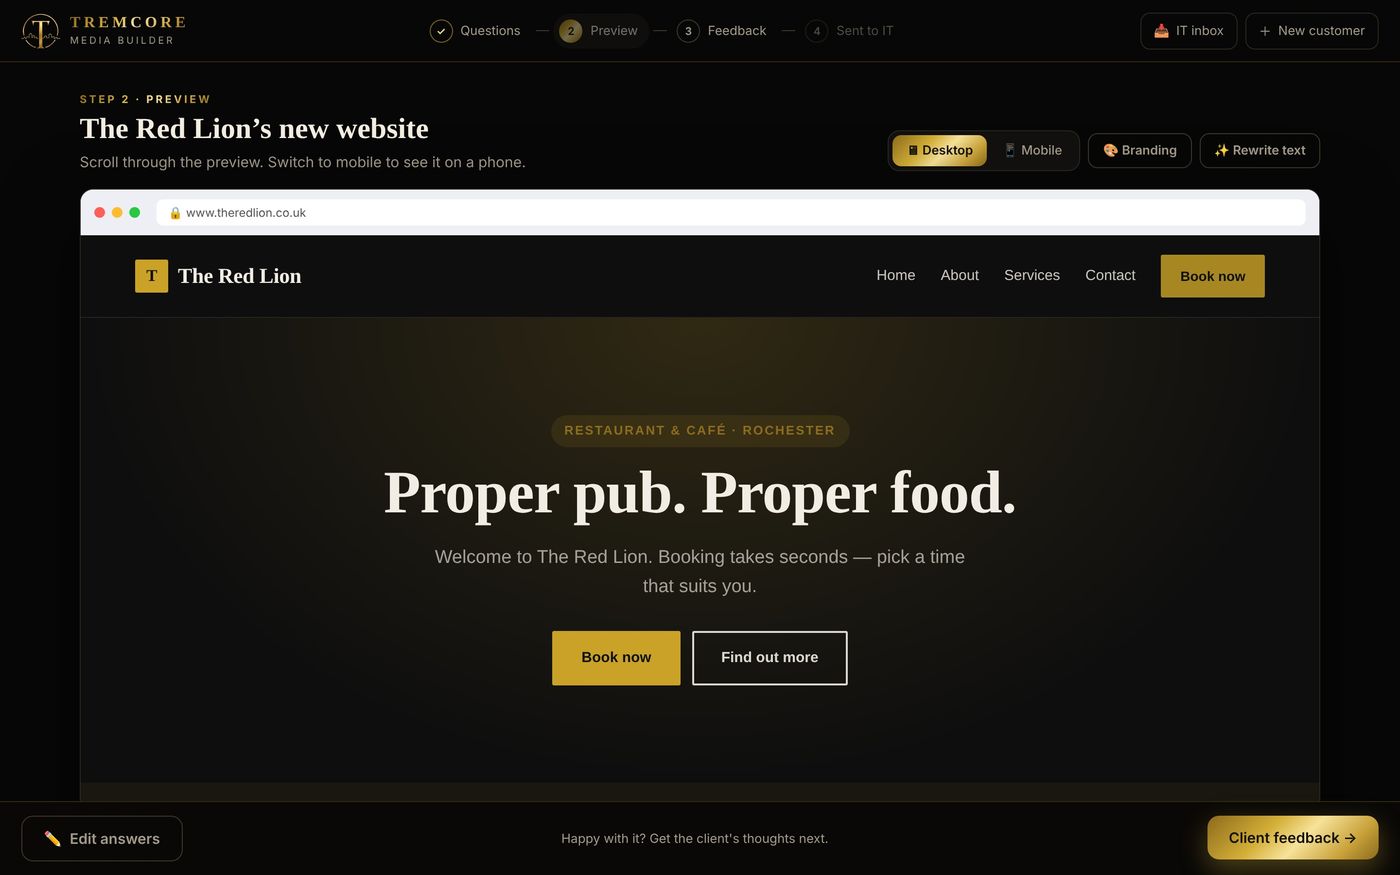 TREMCORE
MEDIA BUILDER
Questions
2 Preview
3 Feedback
4 Sent to IT
IT inbox
+ New customer
STEP 2 · PREVIEW
The Red Lion’s new website
Scroll through the preview. Switch to mobile to see it on a phone.
Desktop
Mobile
Branding
Rewrite text
www.theredlion.co.uk
T The Red Lion
Home
About
Services
Contact
Book now
RESTAURANT & CAFÉ · ROCHESTER
Proper pub. Proper food.
Welcome to The Red Lion. Booking takes seconds — pick a time
that suits you.
Book now
Find out more
Edit answers
Happy with it? Get the client's thoughts next.
Client feedback →